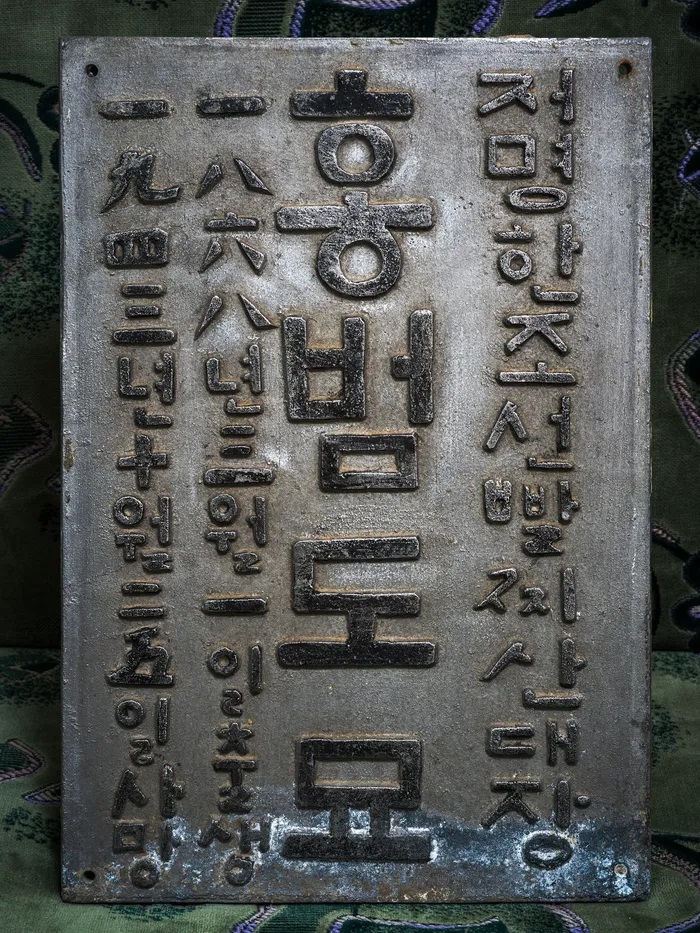 저명한조선빨찌산대장
홍범도묘
一八六八년三월一일출생
一九四三년十월二五일사망